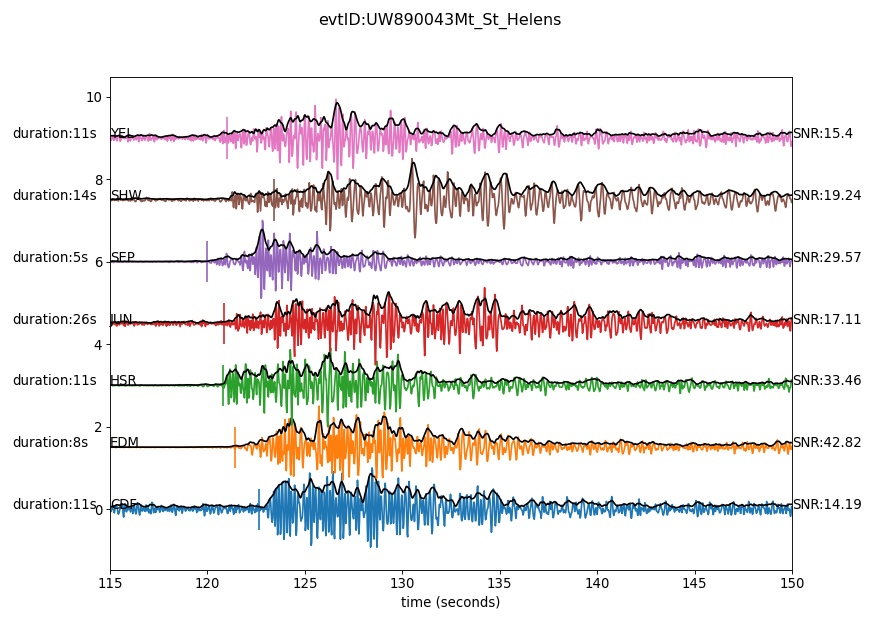 evtID:UW890043Mt_St_Helens
10
duration:11s YEL SNR:15.4
8
duration:14s SHW SNR:19.24
duration:5s SEP SNR:29.57
6
duration:26s JUN SNR:17.11
4
duration:11s HSR SNR:33.46
2
duration:8s EDM SNR:42.82
duration:11s CDF SNR:14.19
0
115 120 125 130 135 140 145 150
time (seconds)